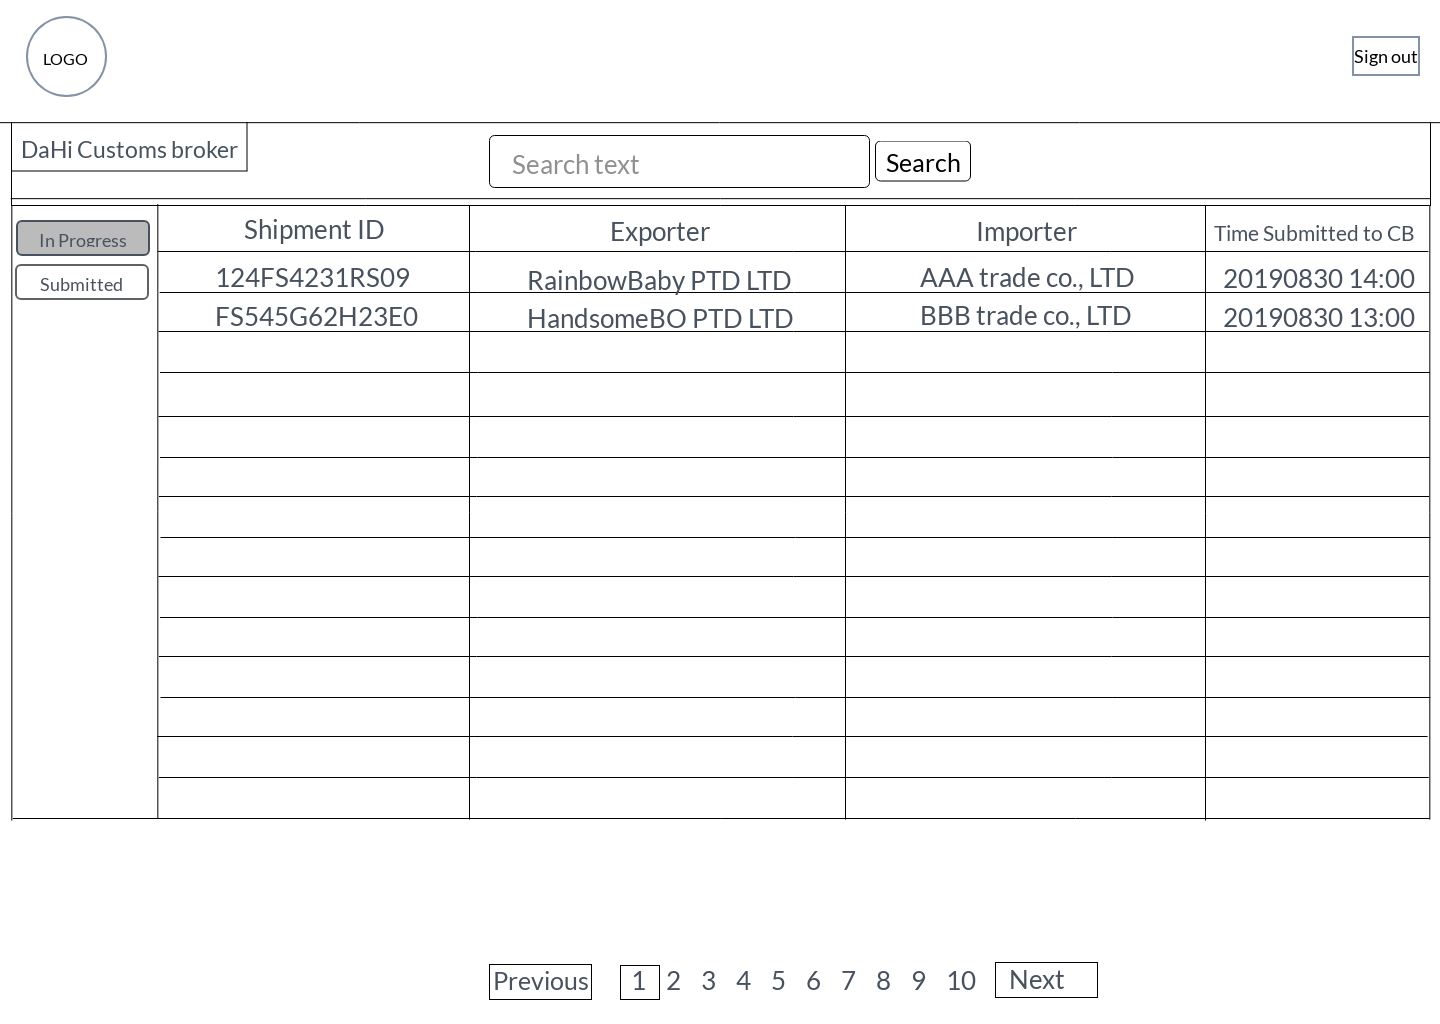 LOGO
Sign out
DaHi Customs broker
Search text
Search
In Progress
Submitted
Shipment ID Exporter Importer Time Submitted to CB
124FS4231RS09 RainbowBaby PTD LTD AAA trade co., LTD 20190830 14:00
FS545G62H23E0 HandsomeBO PTD LTD BBB trade co., LTD 20190830 13:00
Previous 1 2 3 4 5 6 7 8 9 10 Next